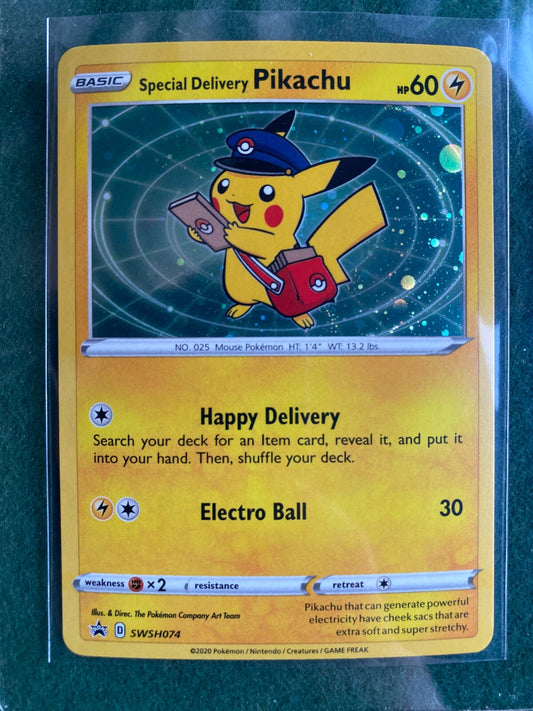 BASIC Special Delivery Pikachu HP60
NO. 025 Mouse Pokémon HT: 1'4" WT: 13.2 lbs.
Happy Delivery
Search your deck for an Item card, reveal it, and put it
into your hand. Then, shuffle your deck.
Electro Ball 30
weakness ×2 resistance retreat
Illus. & Direc. The Pokémon Company Art Team
Pokémon that can generate powerful
electricity have cheek sacs that are
extra soft and super stretchy.
PROMO D SWSH074
©2020 Pokémon / Nintendo / Creatures / GAME FREAK